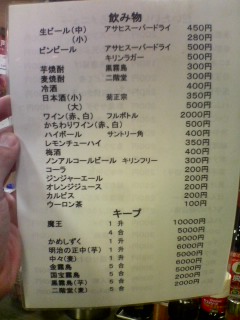 飲み物
生ビール(中) アサヒスーパードライ 450円
(小) 280円
ビンビール アサヒスーパードライ 500円
キリンラガー 500円
芋焼酎 黒霧島 300円
麦焼酎 二階堂 300円
冷酒 400円
日本酒(小) 菊正宗 350円
(大) 500円
ワイン(赤、白) フルボトル 2000円
かちわりワイン(赤、白) 500円
ハイボール サントリー角 400円
レモンチューハイ 350円
梅酒 400円
ノンアルコールビール キリンフリー 300円
コーラ 200円
ジンジャーエール 200円
オレンジジュース 200円
カルピス 200円
ウーロン茶 100円
キープ
魔王 1升 10000円
4合 5000円
かめしずく 1升 9000円
明治の正中(芋) 1升 6000円
中々(麦) 1升 5000円
金霧島 5合
国宝霧島 5合
黒霧島(芋) 5合 2000円
二階堂(麦) 5合 2000円